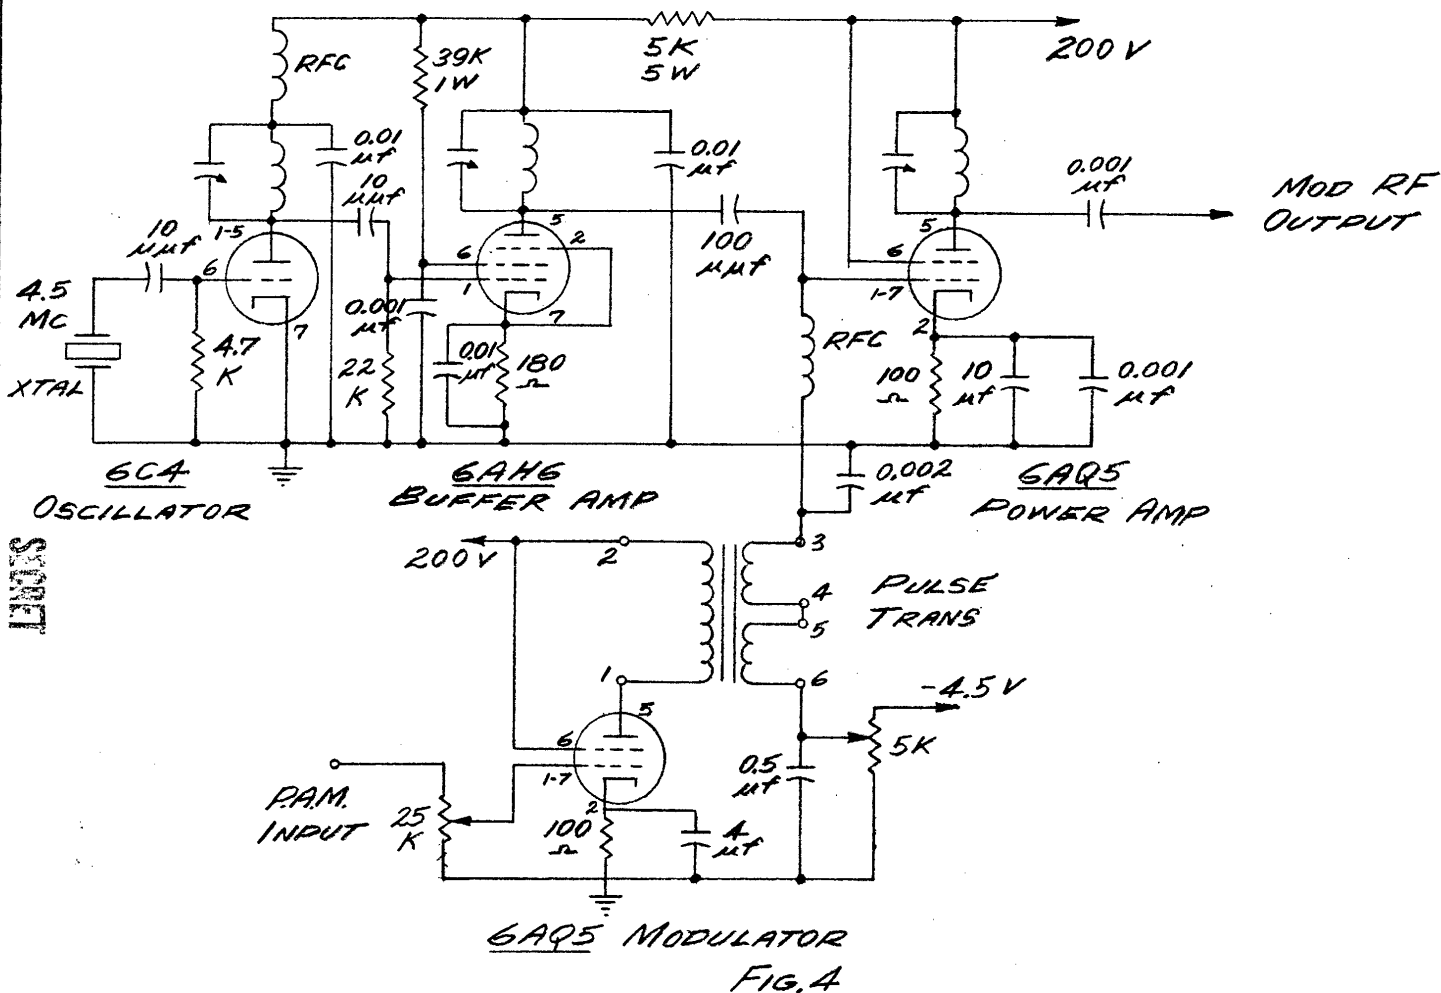 RFC
39K
1W
5K
5W
200 V
0.01
μf
10
μμf
0.01
μf
0.001
μf
MOD RF
OUTPUT
10
μμf
1-5
6
7
4.5
MC
XTAL
4.7
K
0.001
μf
22
K
6
1
5
2
7
0.01
μf
180
Ω
100
μμf
RFC
5
6
1-7
2
100
Ω
10
μf
0.001
μf
6C4
OSCILLATOR
6AH6
BUFFER AMP
0.002
μf
6AQ5
POWER AMP
200 V
2
3
4
5
PULSE
TRANS
1
6
-4.5 V
5K
5
6
1-7
2
0.5
μf
P.A.M.
INPUT
25
K
100
Ω
4
μf
6AQ5 MODULATOR
FIG. 4